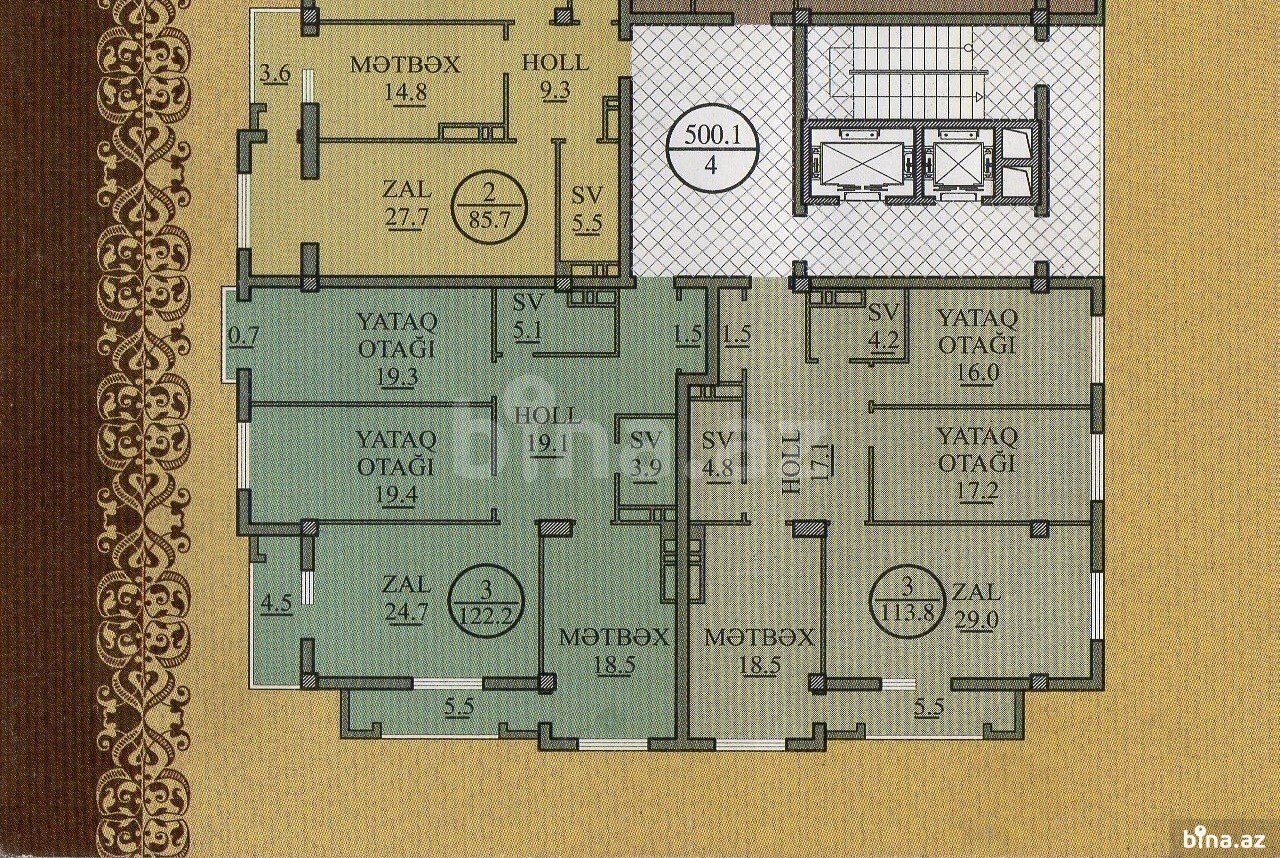 3.6
MƏTBƏX
14.8
HOLL
9.3
500.1
4
ZAL
27.7
2
85.7
SV
5.5
0.7
YATAQ
OTAĞI
19.3
SV
5.1
1.5
1.5
SV
4.2
YATAQ
OTAĞI
16.0
YATAQ
OTAĞI
19.4
HOLL
19.1
SV
3.9
SV
4.8
HOLL
17.1
YATAQ
OTAĞI
17.2
4.5
ZAL
24.7
3
122.2
MƏTBƏX
18.5
MƏTBƏX
18.5
3
113.8
ZAL
29.0
5.5
5.5
bina.az
bina.az